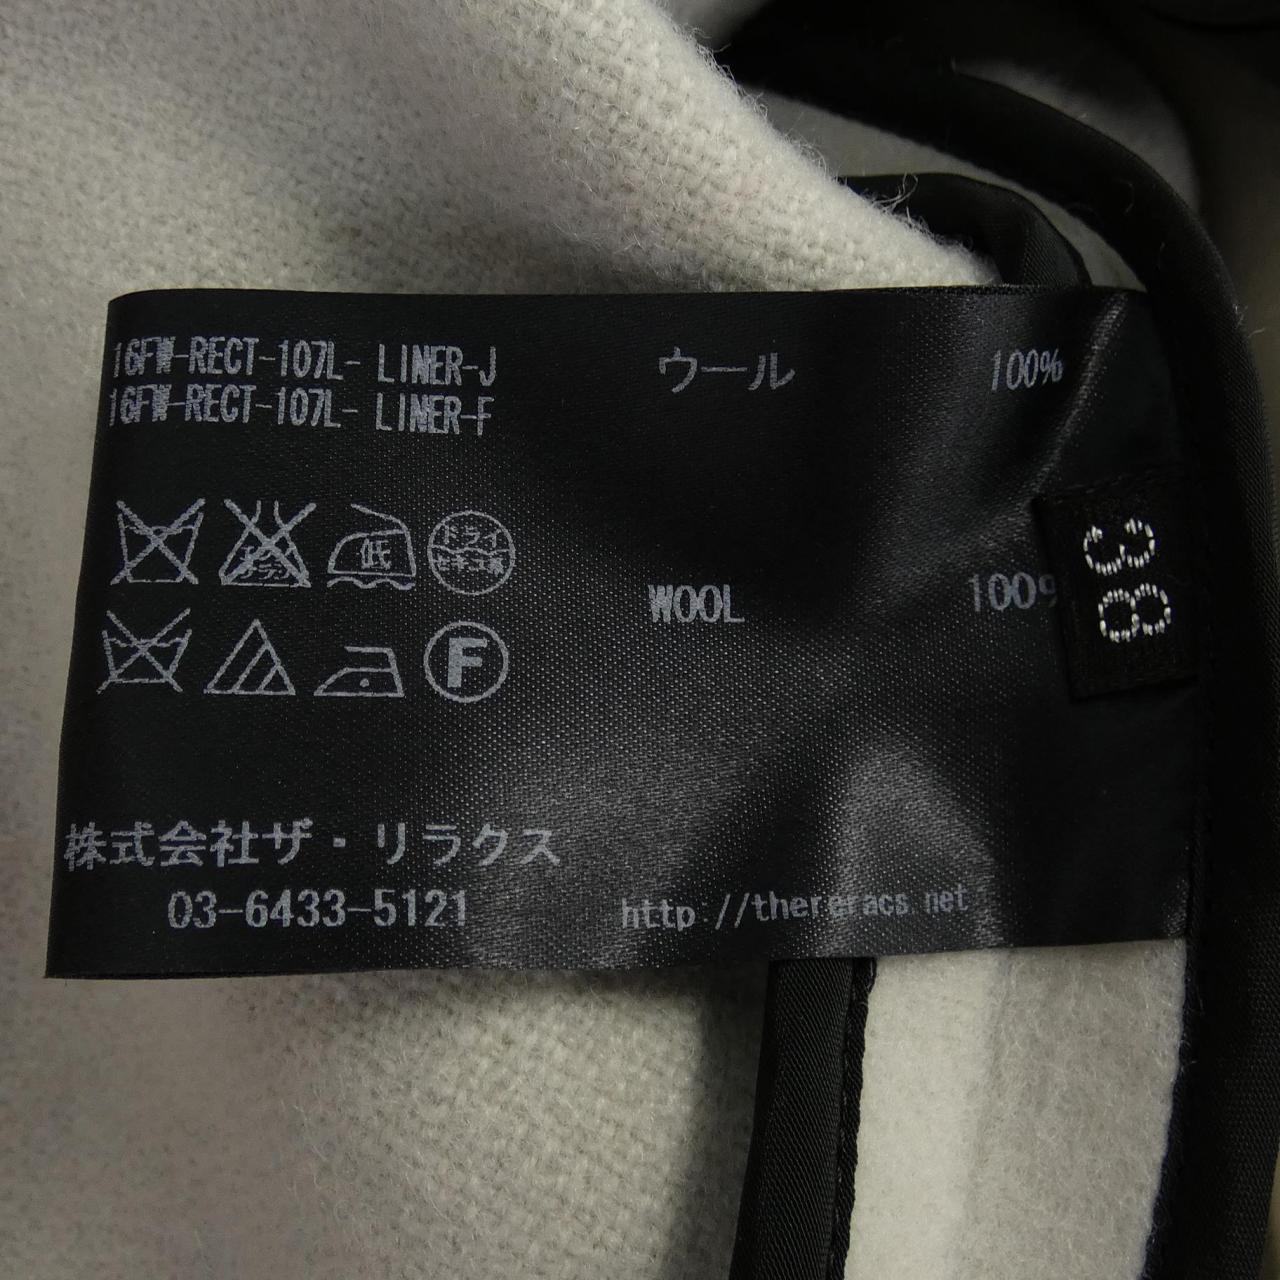 16FW-RECT-107L- LINER-J
16FW-RECT-107L- LINER-F
ウール 100%
低
ドライ
セキユ系
WOOL 100%
F
38
株式会社ザ・リラクス
03-6433-5121
http://thereracs.net